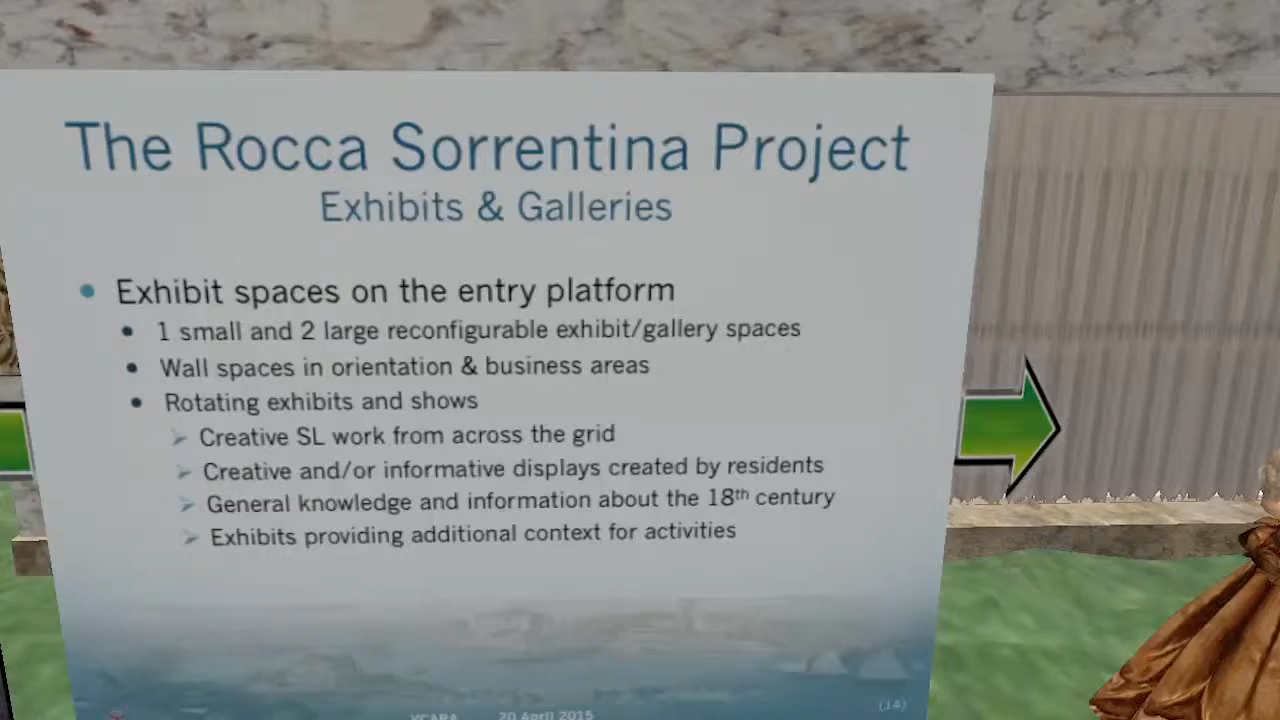 The Rocca Sorrentina Project
Exhibits & Galleries
• Exhibit spaces on the entry platform
• 1 small and 2 large reconfigurable exhibit/gallery spaces
• Wall spaces in orientation & business areas
• Rotating exhibits and shows
➢ Creative SL work from across the grid
➢ Creative and/or informative displays created by residents
➢ General knowledge and information about the 18th century
➢ Exhibits providing additional context for activities
VCARA 20 April 2015 (14)